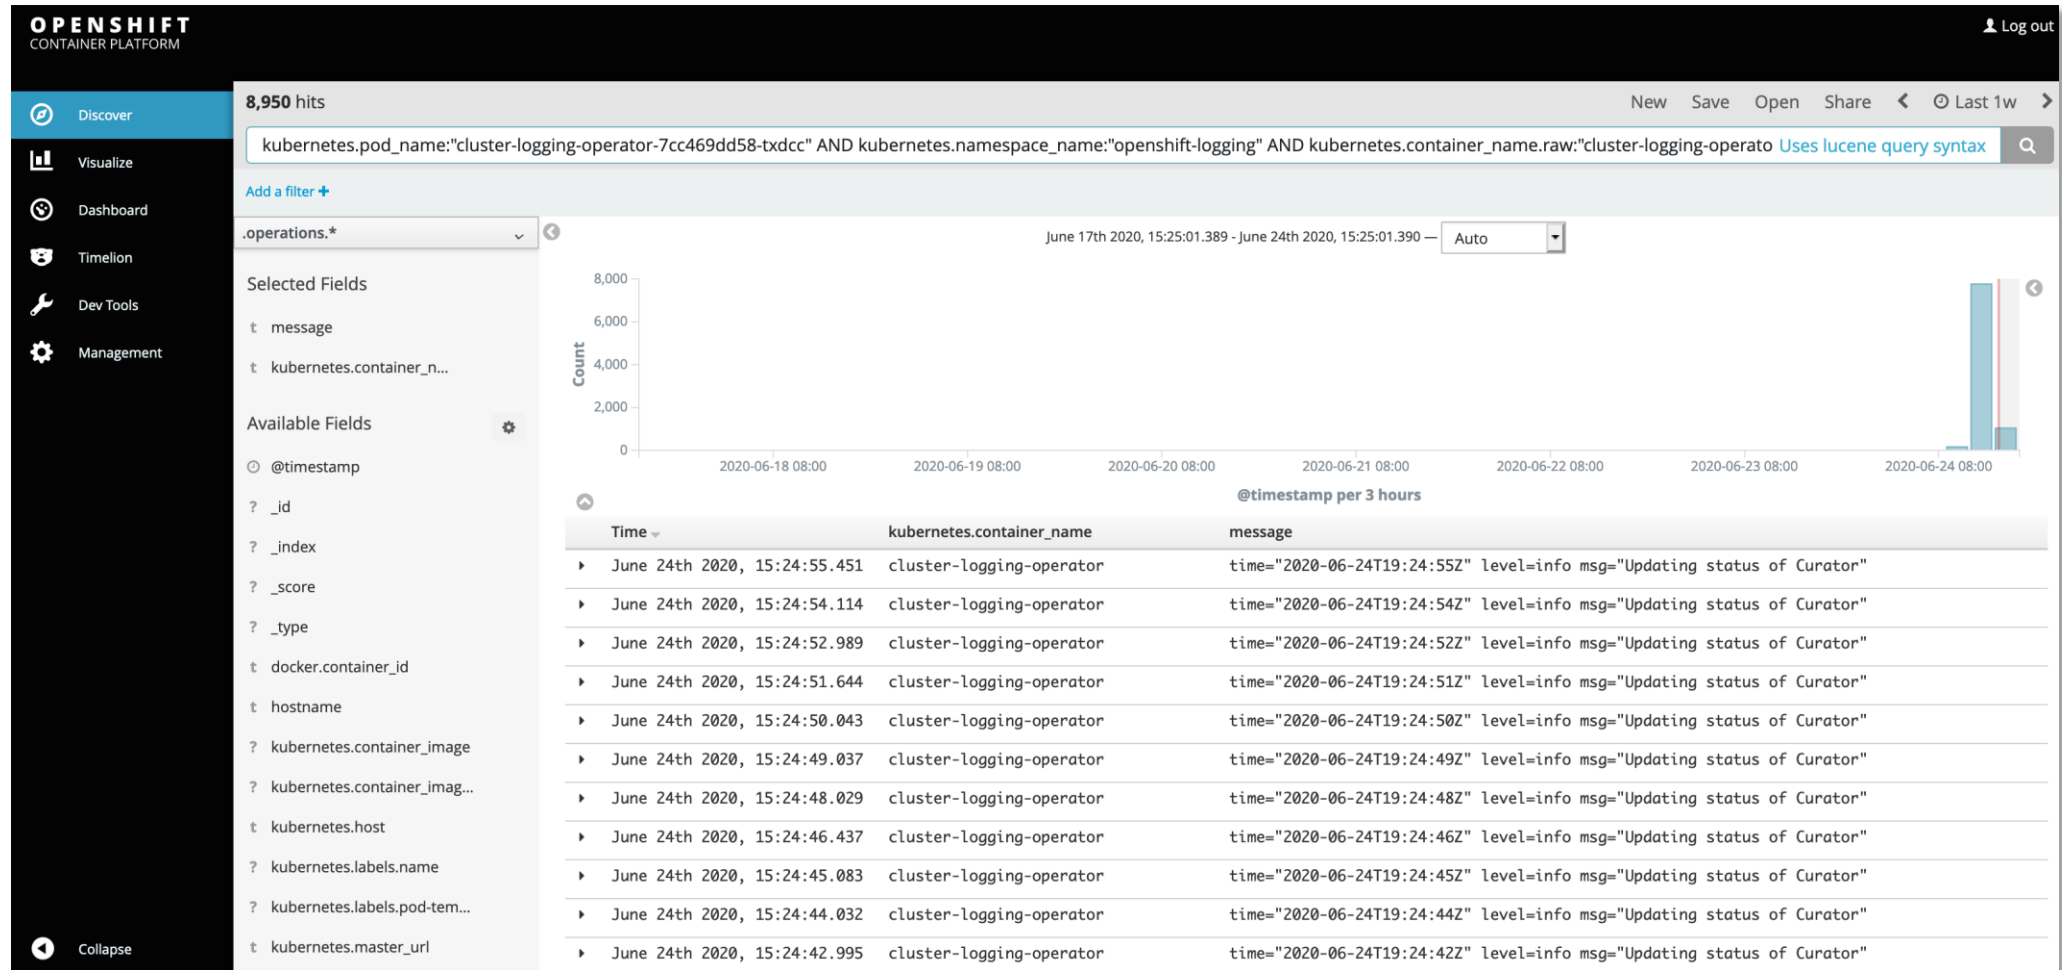 OPENSHIFT
CONTAINER PLATFORM
Log out
Discover
Visualize
Dashboard
Timelion
Dev Tools
Management
Collapse
8,950 hits
New Save Open Share Last 1w
kubernetes.pod_name:"cluster-logging-operator-7cc469dd58-txdcc" AND kubernetes.namespace_name:"openshift-logging" AND kubernetes.container_name.raw:"cluster-logging-operato Uses lucene query syntax
Add a filter +
.operations.*
Selected Fields
t message
t kubernetes.container_n...
Available Fields
@timestamp
? _id
? _index
? _score
? _type
t docker.container_id
t hostname
? kubernetes.container_image
? kubernetes.container_imag...
t kubernetes.host
? kubernetes.labels.name
? kubernetes.labels.pod-tem...
t kubernetes.master_url
June 17th 2020, 15:25:01.389 - June 24th 2020, 15:25:01.390 — Auto
Count
8,000
6,000
4,000
2,000
0
2020-06-18 08:00 2020-06-19 08:00 2020-06-20 08:00 2020-06-21 08:00 2020-06-22 08:00 2020-06-23 08:00 2020-06-24 08:00
@timestamp per 3 hours
Time kubernetes.container_name message
June 24th 2020, 15:24:55.451 cluster-logging-operator time="2020-06-24T19:24:55Z" level=info msg="Updating status of Curator"
June 24th 2020, 15:24:54.114 cluster-logging-operator time="2020-06-24T19:24:54Z" level=info msg="Updating status of Curator"
June 24th 2020, 15:24:52.989 cluster-logging-operator time="2020-06-24T19:24:52Z" level=info msg="Updating status of Curator"
June 24th 2020, 15:24:51.644 cluster-logging-operator time="2020-06-24T19:24:51Z" level=info msg="Updating status of Curator"
June 24th 2020, 15:24:50.043 cluster-logging-operator time="2020-06-24T19:24:50Z" level=info msg="Updating status of Curator"
June 24th 2020, 15:24:49.037 cluster-logging-operator time="2020-06-24T19:24:49Z" level=info msg="Updating status of Curator"
June 24th 2020, 15:24:48.029 cluster-logging-operator time="2020-06-24T19:24:48Z" level=info msg="Updating status of Curator"
June 24th 2020, 15:24:46.437 cluster-logging-operator time="2020-06-24T19:24:46Z" level=info msg="Updating status of Curator"
June 24th 2020, 15:24:45.083 cluster-logging-operator time="2020-06-24T19:24:45Z" level=info msg="Updating status of Curator"
June 24th 2020, 15:24:44.032 cluster-logging-operator time="2020-06-24T19:24:44Z" level=info msg="Updating status of Curator"
June 24th 2020, 15:24:42.995 cluster-logging-operator time="2020-06-24T19:24:42Z" level=info msg="Updating status of Curator"